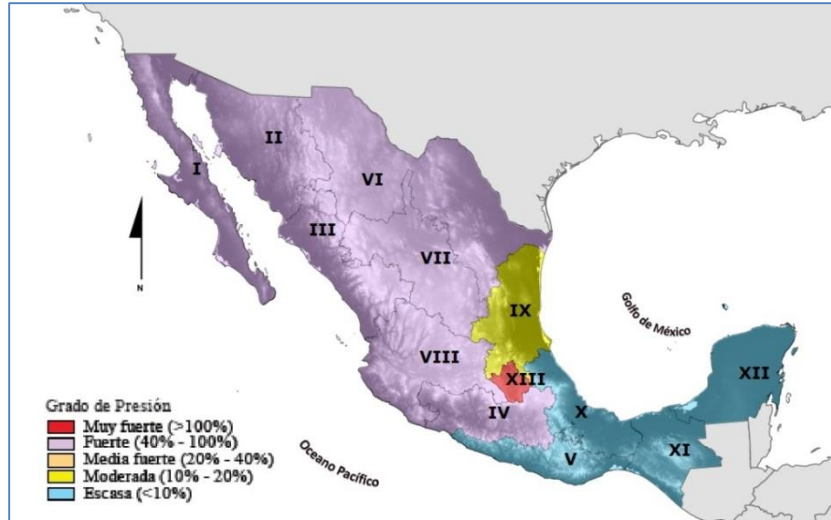 I
II
III
VI
VII
VIII
IX
XIII
IV
X
V
XI
XII
N
Golfo de México
Oceano Pacífico
Grado de Presión
Muy fuerte (>100%)
Fuerte (40% - 100%)
Media fuerte (20% - 40%)
Moderada (10% - 20%)
Escasa (<10%)